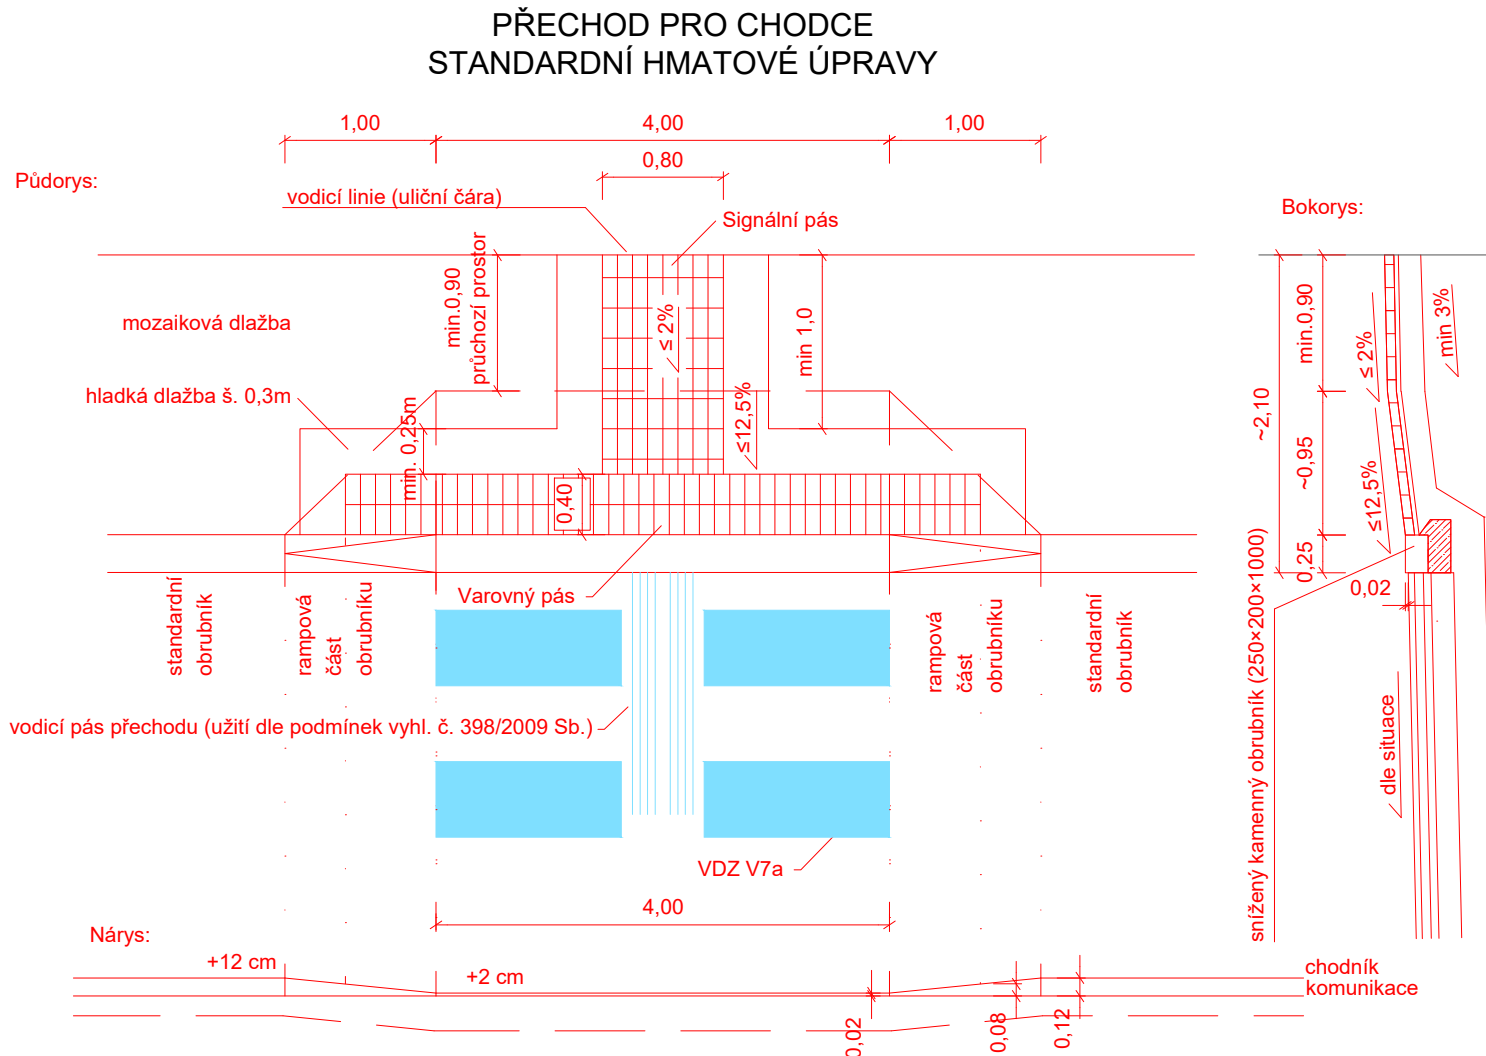 PŘECHOD PRO CHODCE
STANDARDNÍ HMATOVÉ ÚPRAVY
1,00
4,00
1,00
0,80
Půdorys:
vodicí linie (uliční čára)
Signální pás
Bokorys:
mozaiková dlažba
min.0,90
průchozí prostor
≤ 2%
min 1,0
hladká dlažba š. 0,3m
min. 0,25m
≤12,5%
0,40
~2,10
min.0,90
≤ 2%
min 3%
~0,95
≤12,5%
0,25
0,02
standardní
obrubník
rampová
část
obrubníku
Varovný pás
rampová
část
obrubníku
standardní
obrubník
snížený kamenný obrubník (250×200×1000)
dle situace
vodicí pás přechodu (užití dle podmínek vyhl. č. 398/2009 Sb.)
VDZ V7a
4,00
Nárys:
+12 cm
+2 cm
chodník
komunikace
0,02
0,08
0,12